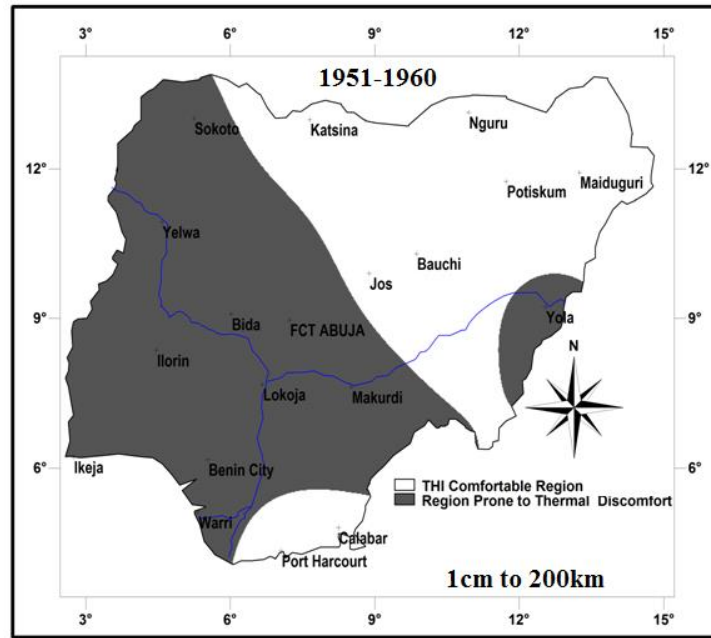 3° 6° 9° 12° 15°
1951-1960
Sokoto
Katsina
Nguru
12° 12°
Potiskum
Maiduguri
Yelwa
Bauchi
Jos
9° 9°
Bida
FCT ABUJA
Yola
N
Ilorin
Lokoja
Makurdi
6° 6°
Ikeja
Benin City
THI Comfortable Region
Region Prone to Thermal Discomfort
Warri
Calabar
Port Harcourt
1cm to 200km
3° 6° 9° 12° 15°